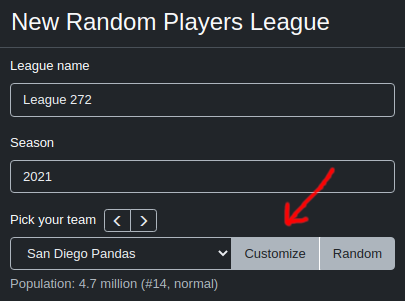 New Random Players League
League name
League 272
Season
2021
Pick your team
San Diego Pandas Customize Random
Population: 4.7 million (#14, normal)